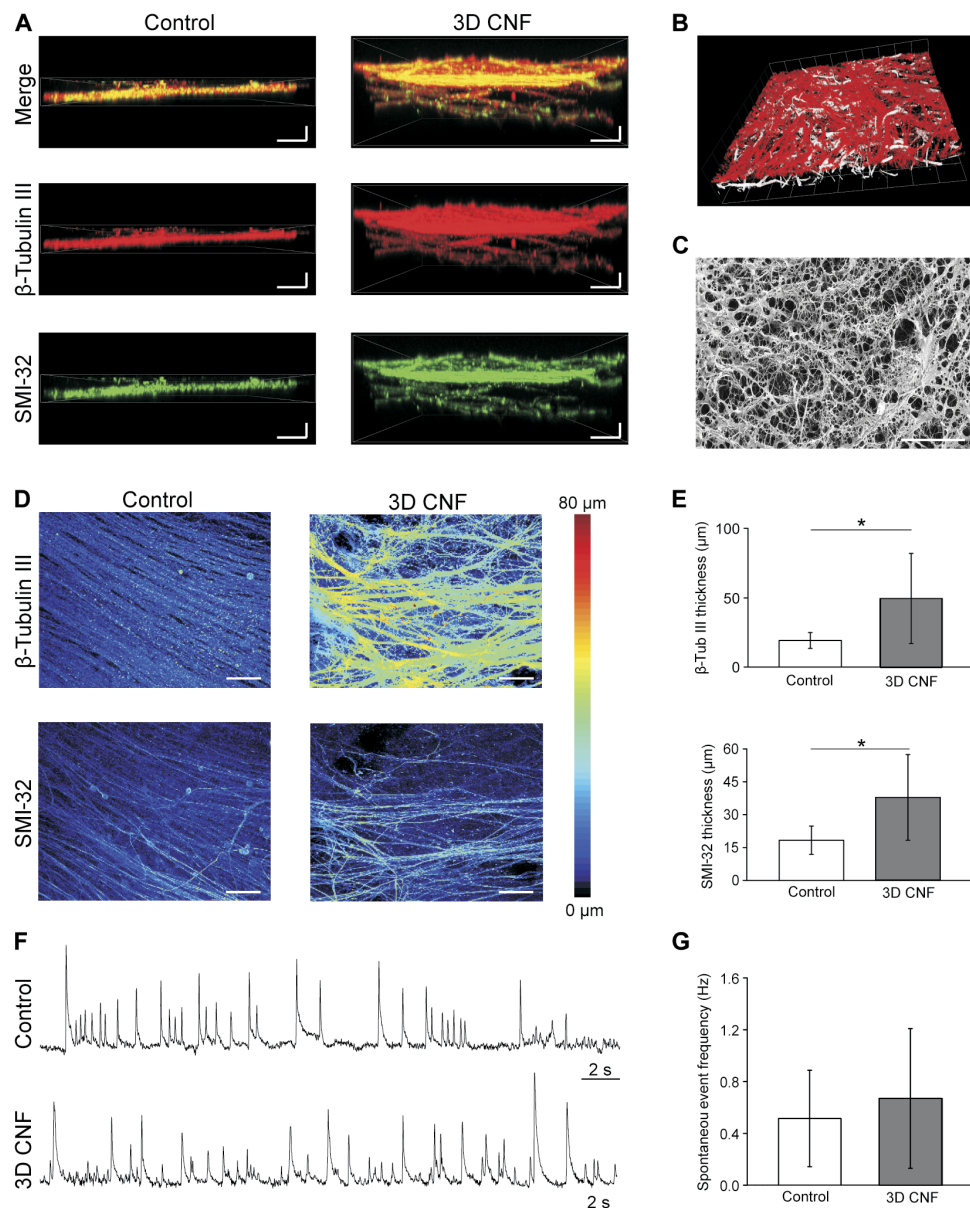 A
Control
3D CNF
Merge
β-Tubulin III
SMI-32
B
C
D
Control
3D CNF
β-Tubulin III
SMI-32
80 µm
0 µm
E
β-Tub III thickness (µm)
100
50
0
*
Control
3D CNF
SMI-32 thickness (µm)
60
45
30
15
0
*
Control
3D CNF
F
Control
2 s
3D CNF
2 s
G
Spontaneou event frequency (Hz)
1.6
1.2
0.8
0.4
0.0
Control
3D CNF